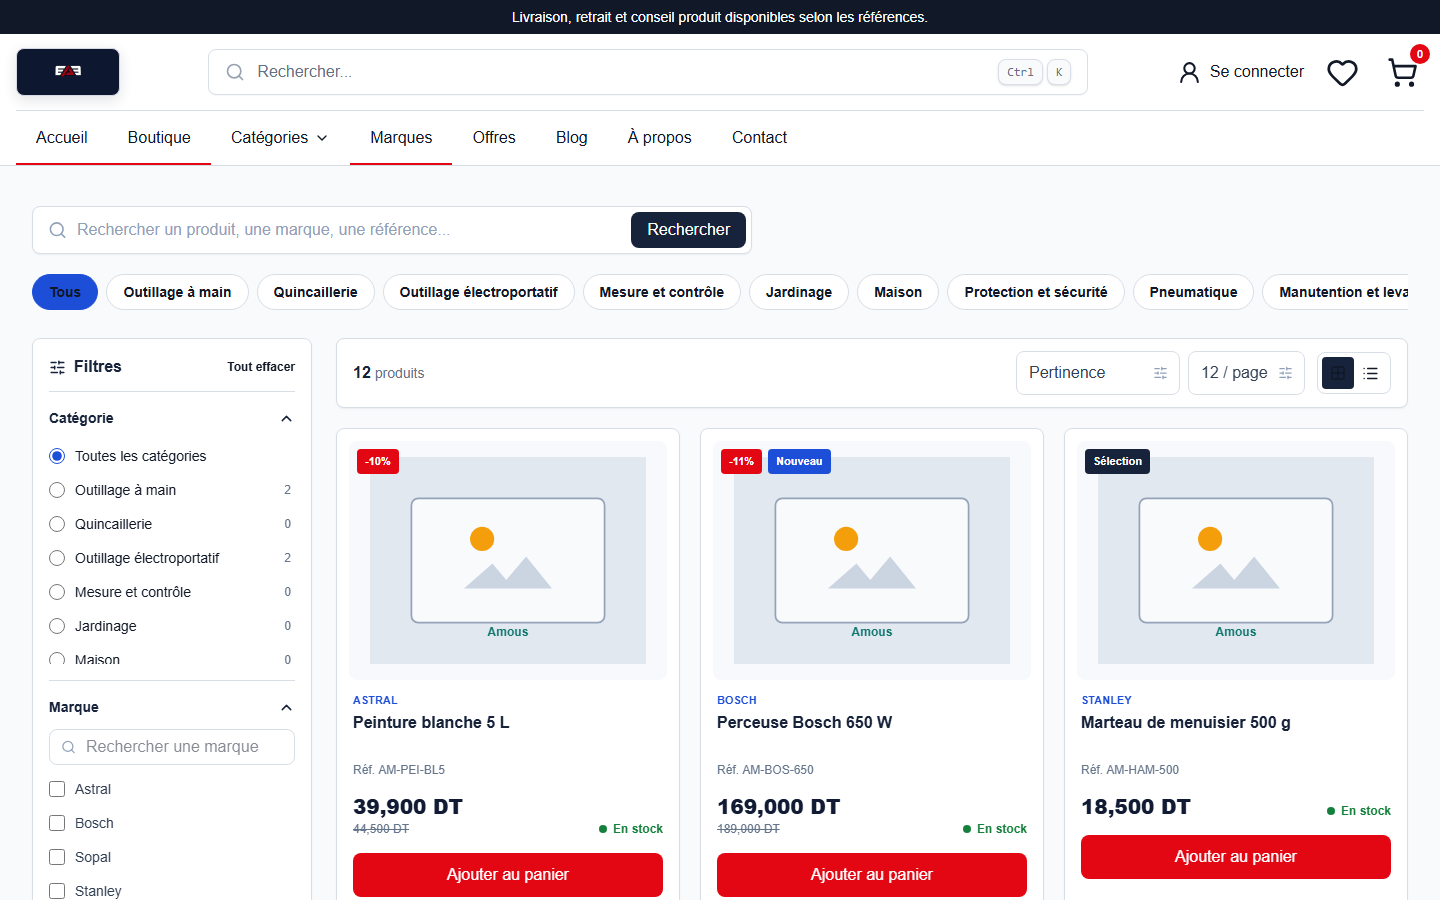 Livraison, retrait et conseil produit disponibles selon les références.
Rechercher...
Ctrl K
Se connecter
0
Accueil Boutique Catégories Marques Offres Blog À propos Contact
Rechercher un produit, une marque, une référence...
Rechercher
Tous Outillage à main Quincaillerie Outillage électroportatif Mesure et contrôle Jardinage Maison Protection et sécurité Pneumatique Manutention et leva
Filtres
Tout effacer
Catégorie
Toutes les catégories
Outillage à main 2
Quincaillerie 0
Outillage électroportatif 2
Mesure et contrôle 0
Jardinage 0
Maison 0
Marque
Rechercher une marque
Astral
Bosch
Sopal
Stanley
12 produits
Pertinence
12 / page
-10%
Amous
ASTRAL
Peinture blanche 5 L
Réf. AM-PEI-BL5
39,900 DT
44,500 DT
En stock
Ajouter au panier
-11%
Nouveau
Amous
BOSCH
Perceuse Bosch 650 W
Réf. AM-BOS-650
169,000 DT
189,000 DT
En stock
Ajouter au panier
Sélection
Amous
STANLEY
Marteau de menuisier 500 g
Réf. AM-HAM-500
18,500 DT
En stock
Ajouter au panier